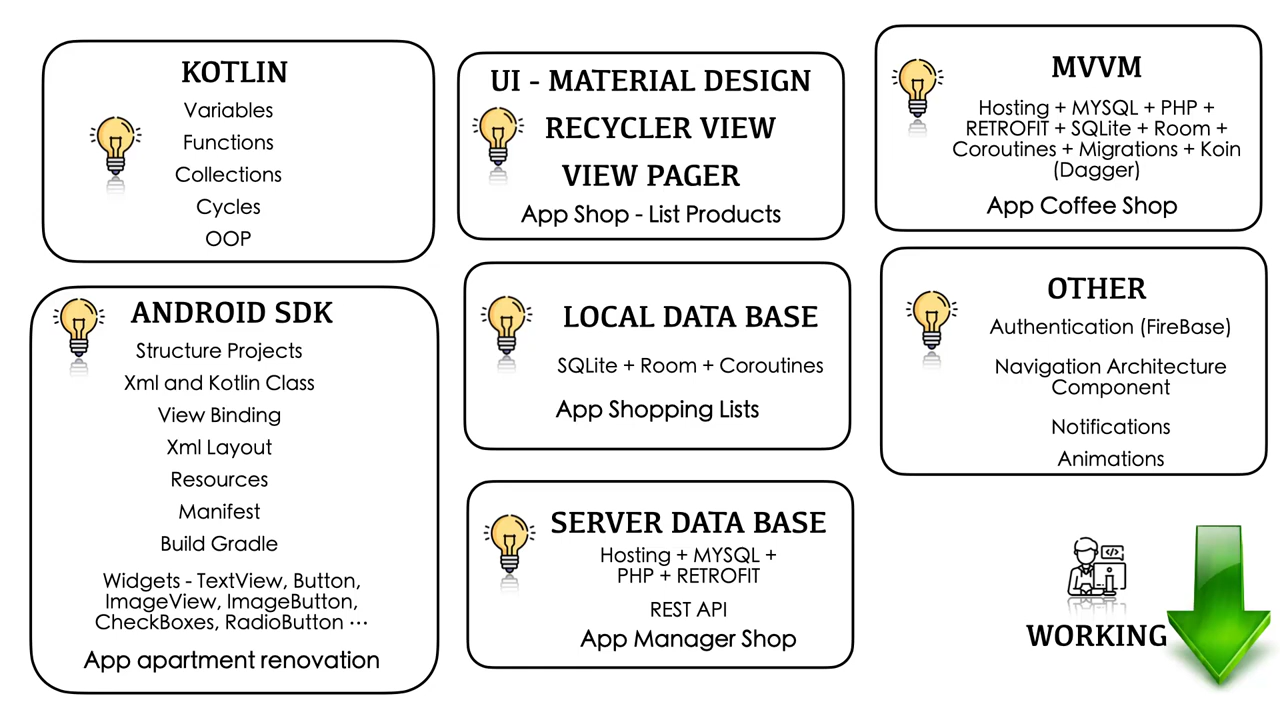 KOTLIN
Variables
Functions
Collections
Cycles
OOP
ANDROID SDK
Structure Projects
Xml and Kotlin Class
View Binding
Xml Layout
Resources
Manifest
Build Gradle
Widgets - TextView, Button,
ImageView, ImageButton,
CheckBoxes, RadioButton ...
App apartment renovation
UI - MATERIAL DESIGN
RECYCLER VIEW
VIEW PAGER
App Shop - List Products
LOCAL DATA BASE
SQLite + Room + Coroutines
App Shopping Lists
SERVER DATA BASE
Hosting + MYSQL +
PHP + RETROFIT
REST API
App Manager Shop
MVVM
Hosting + MYSQL + PHP +
RETROFIT + SQLite + Room +
Coroutines + Migrations + Koin
(Dagger)
App Coffee Shop
OTHER
Authentication (FireBase)
Navigation Architecture
Component
Notifications
Animations
</>
WORKING